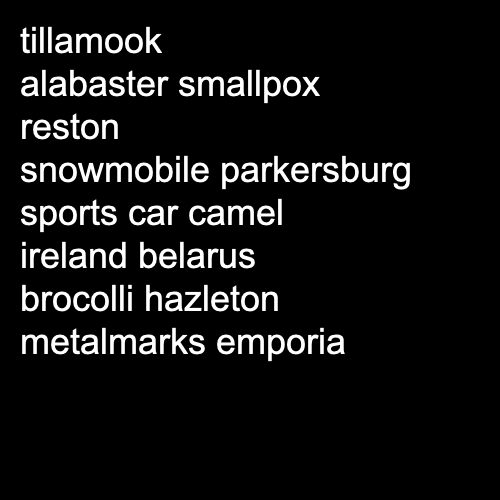 tillamook
alabaster smallpox
reston
snowmobile parkersburg
sports car camel
ireland belarus
brocolli hazleton
metalmarks emporia